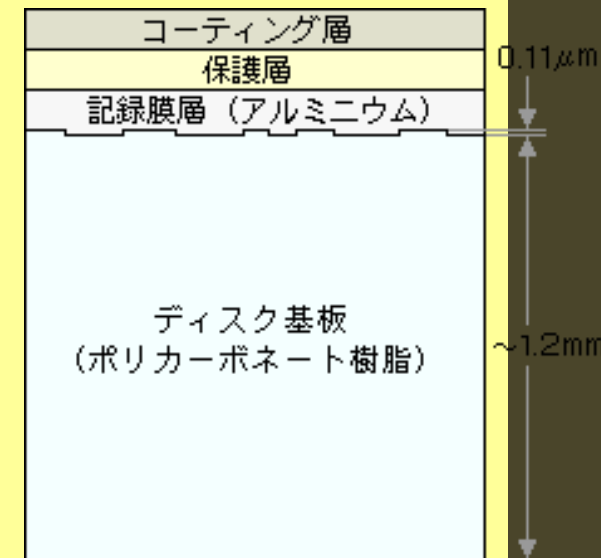 コーティング層
保護層
0.11μm
記録膜層（アルミニウム）
ディスク基板
（ポリカーボネート樹脂）
～1.2mm